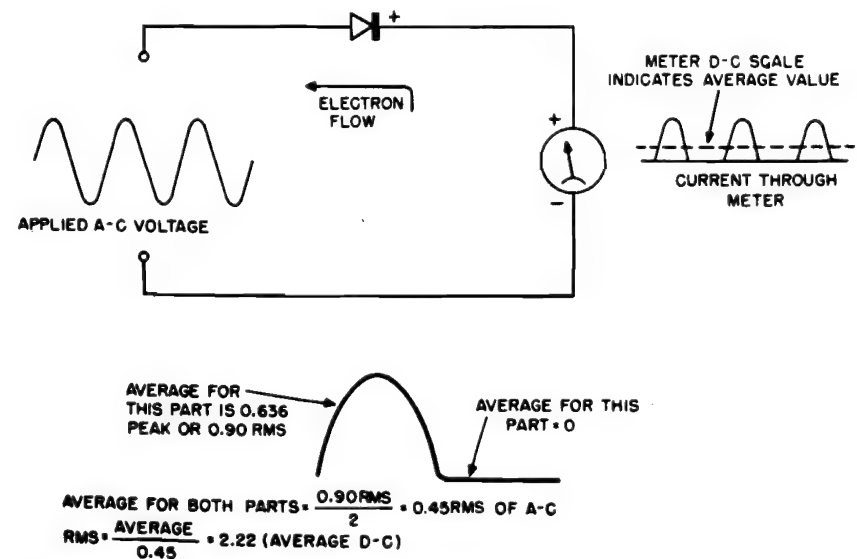 +
METER D-C SCALE
INDICATES AVERAGE VALUE
ELECTRON
FLOW
+
-
CURRENT THROUGH
METER
APPLIED A-C VOLTAGE
AVERAGE FOR
THIS PART IS 0.636
PEAK OR 0.90 RMS
AVERAGE FOR THIS
PART = 0
AVERAGE FOR BOTH PARTS = 0.90RMS / 2 = 0.45RMS OF A-C
RMS = AVERAGE / 0.45 = 2.22 (AVERAGE D-C)